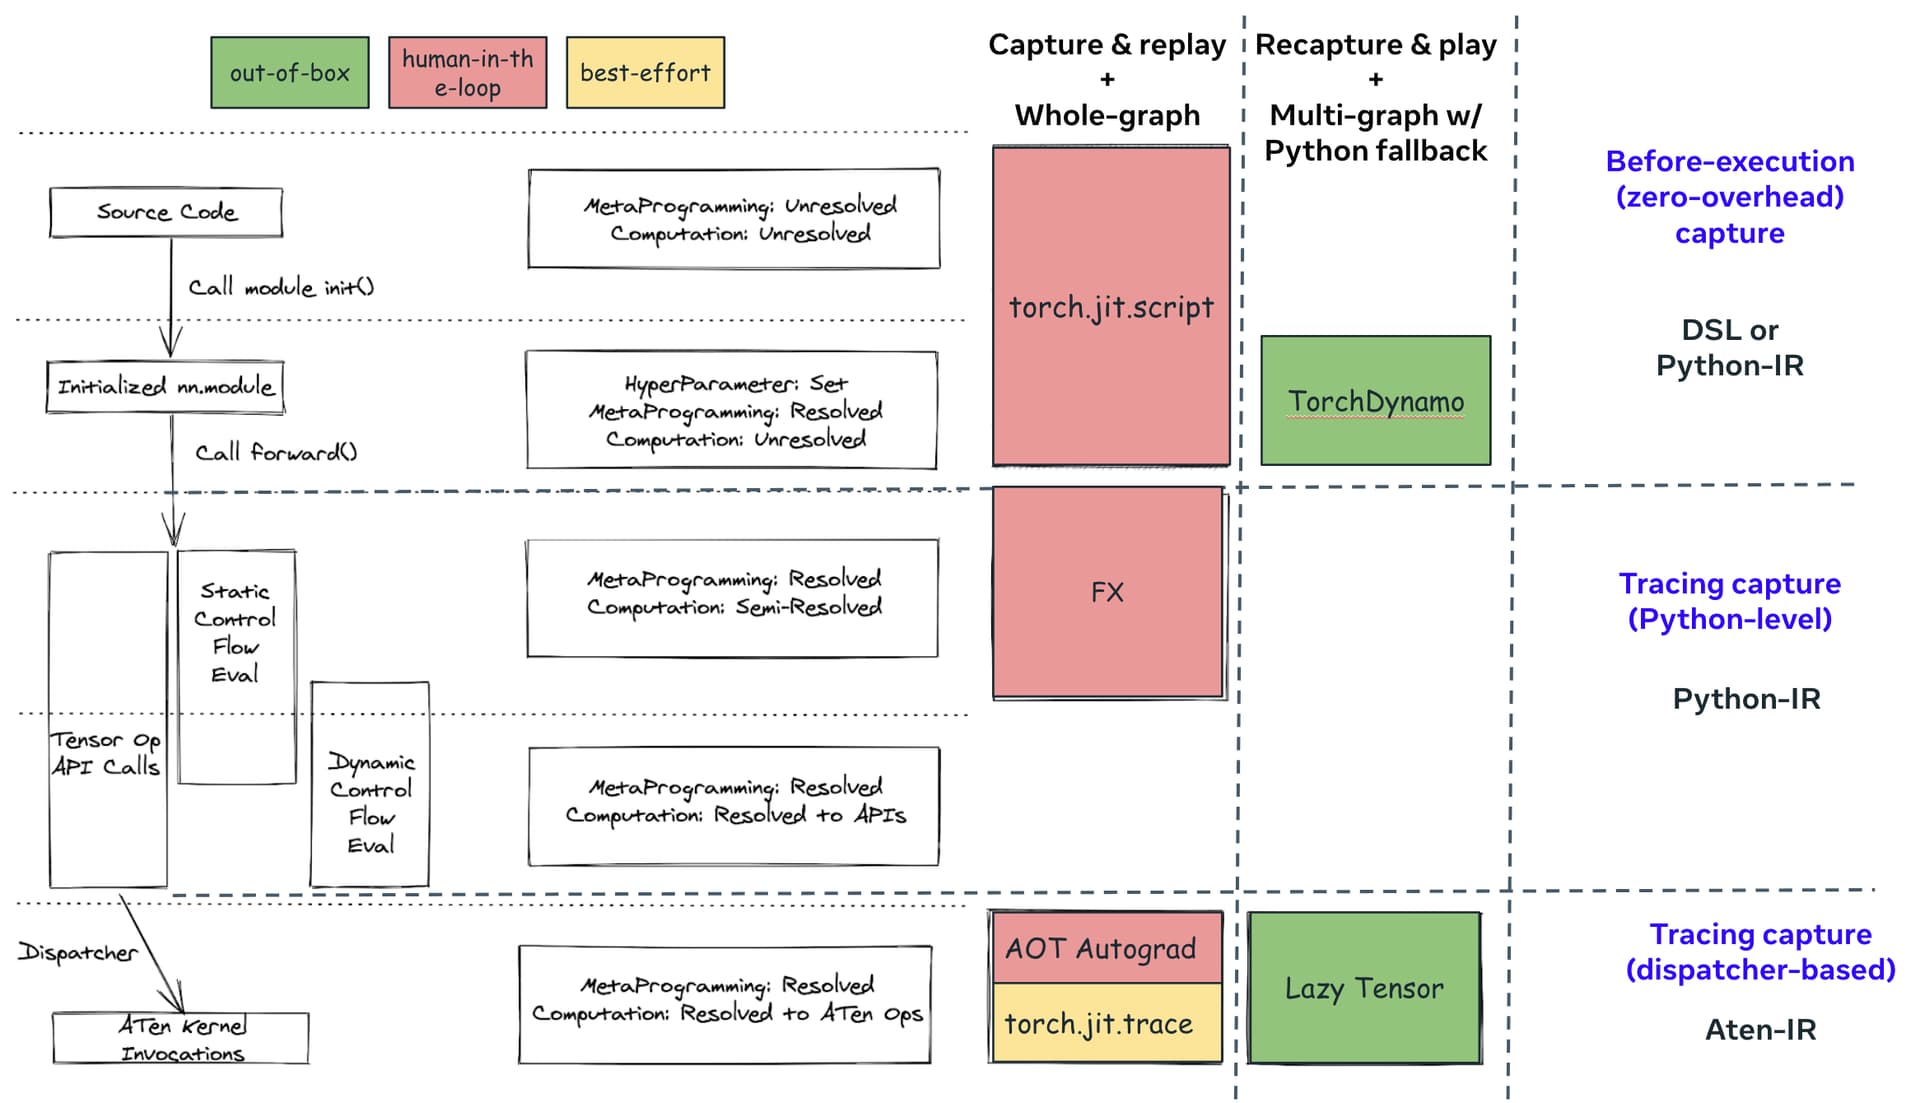 out-of-box
human-in-th
e-loop
best-effort
Capture & replay
+
Whole-graph
Recapture & play
+
Multi-graph w/
Python fallback
Source Code
Call module init()
MetaProgramming: Unresolved
Computation: Unresolved
torch.jit.script
Before-execution
(zero-overhead)
capture
DSL or
Python-IR
Initialized nn.module
Call forward()
HyperParameter: Set
MetaProgramming: Resolved
Computation: Unresolved
TorchDynamo
Static
Control
Flow
Eval
MetaProgramming: Resolved
Computation: Semi-Resolved
FX
Tracing capture
(Python-level)
Python-IR
Tensor Op
API Calls
Dynamic
Control
Flow
Eval
MetaProgramming: Resolved
Computation: Resolved to APIs
Dispatcher
ATen Kernel
Invocations
MetaProgramming: Resolved
Computation: Resolved to ATen Ops
AOT Autograd
torch.jit.trace
Lazy Tensor
Tracing capture
(dispatcher-based)
Aten-IR